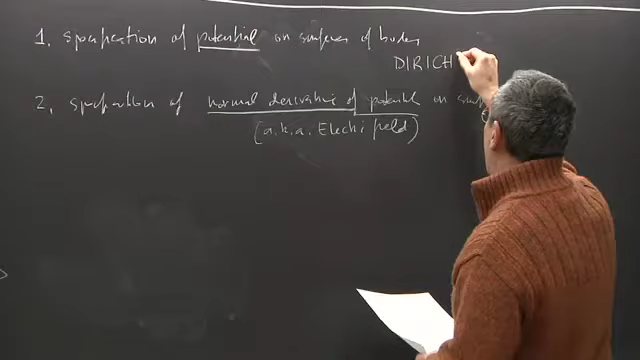 1. specification of potential on surfaces of bodies
DIRICH
2. specification of normal derivative of potential on surf
(a.k.a. Electric field)